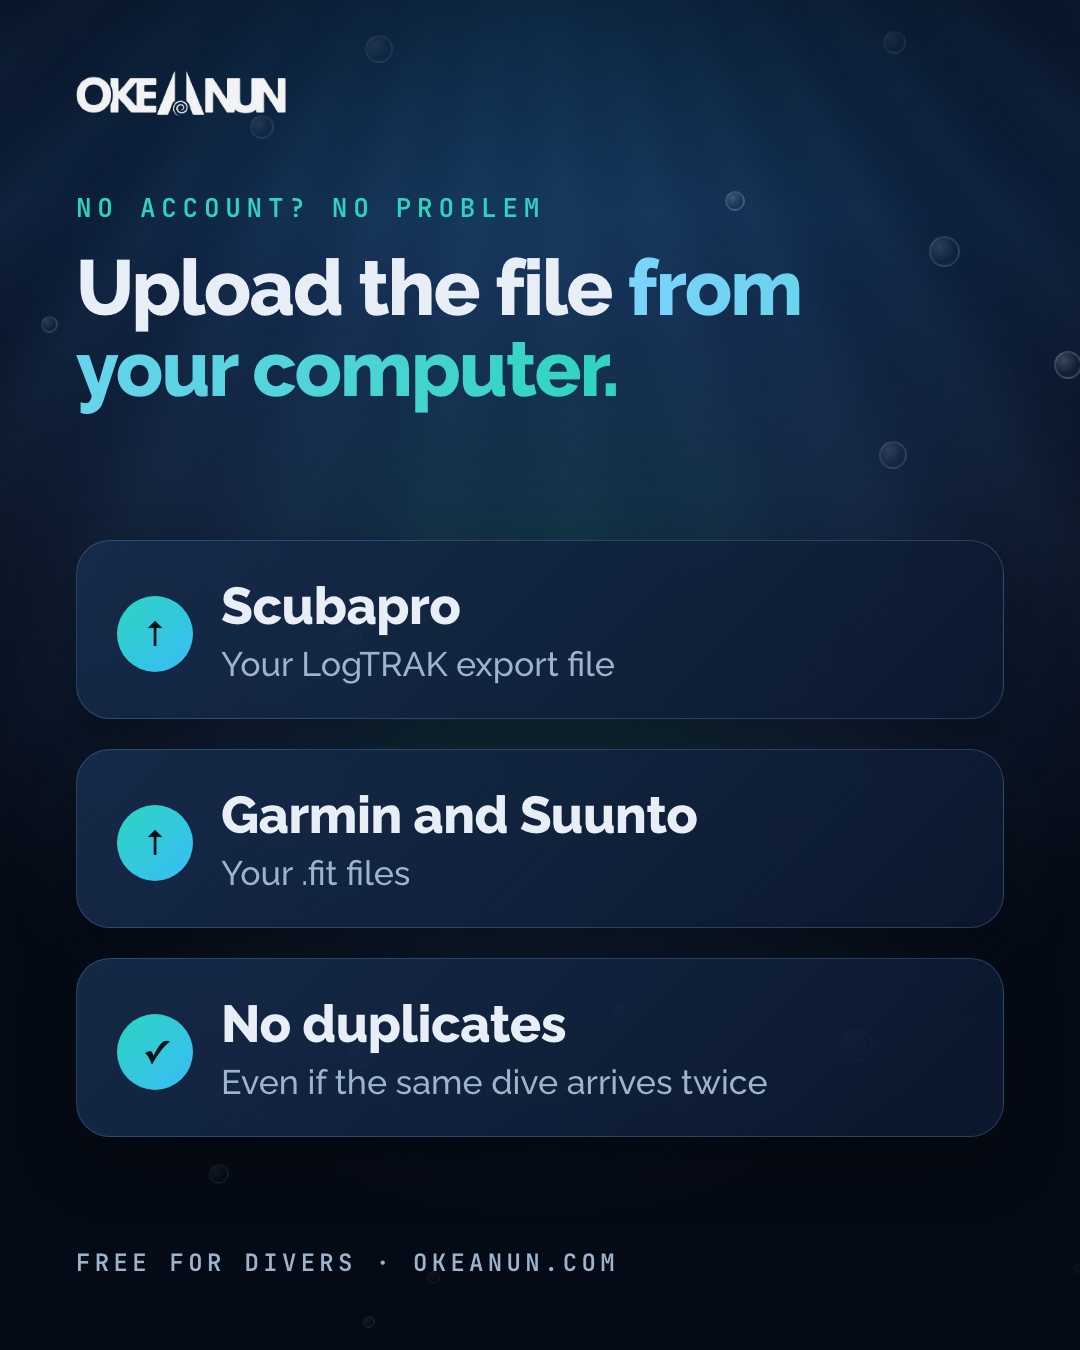 OKEANUN
NO ACCOUNT? NO PROBLEM
Upload the file from
your computer.
↑
Scubapro
Your LogTRAK export file
↑
Garmin and Suunto
Your .fit files
✓
No duplicates
Even if the same dive arrives twice
FREE FOR DIVERS · OKEANUN.COM